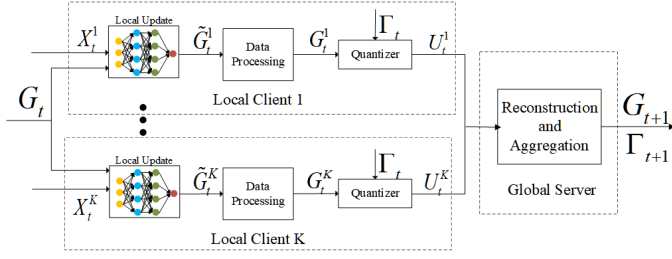 Local Update
X_t^1
G̃_t^1
Data
Processing
G_t^1
Γ_t
Quantizer
U_t^1
Local Client 1
G_t
Reconstruction
and
Aggregation
G_{t+1}
Γ_{t+1}
Global Server
Local Update
X_t^K
G̃_t^K
Data
Processing
G_t^K
Γ_t
Quantizer
U_t^K
Local Client K